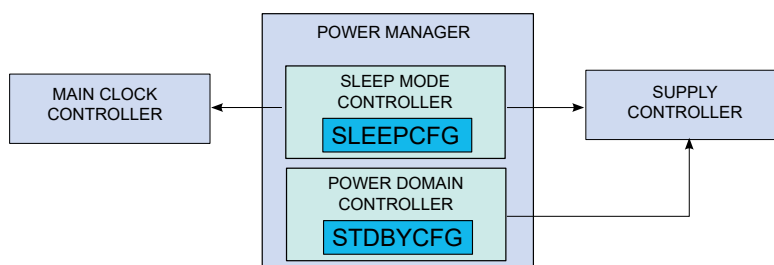 POWER MANAGER
MAIN CLOCK
CONTROLLER
SLEEP MODE
CONTROLLER
SLEEPCFG
SUPPLY
CONTROLLER
POWER DOMAIN
CONTROLLER
STDBYCFG